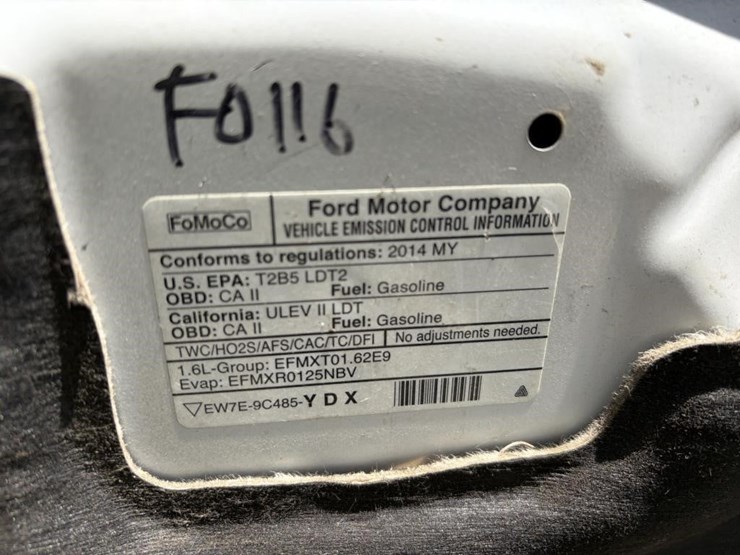 F0116
FoMoCo
Ford Motor Company
VEHICLE EMISSION CONTROL INFORMATION
Conforms to regulations: 2014 MY
U.S. EPA: T2B5 LDT2
OBD: CA II Fuel: Gasoline
California: ULEV II LDT
OBD: CA II Fuel: Gasoline
TWC/HO2S/AFS/CAC/TC/DFI No adjustments needed.
1.6L-Group: EFMXT01.62E9
Evap: EFMXR0125NBV
▽EW7E-9C485-Y D X